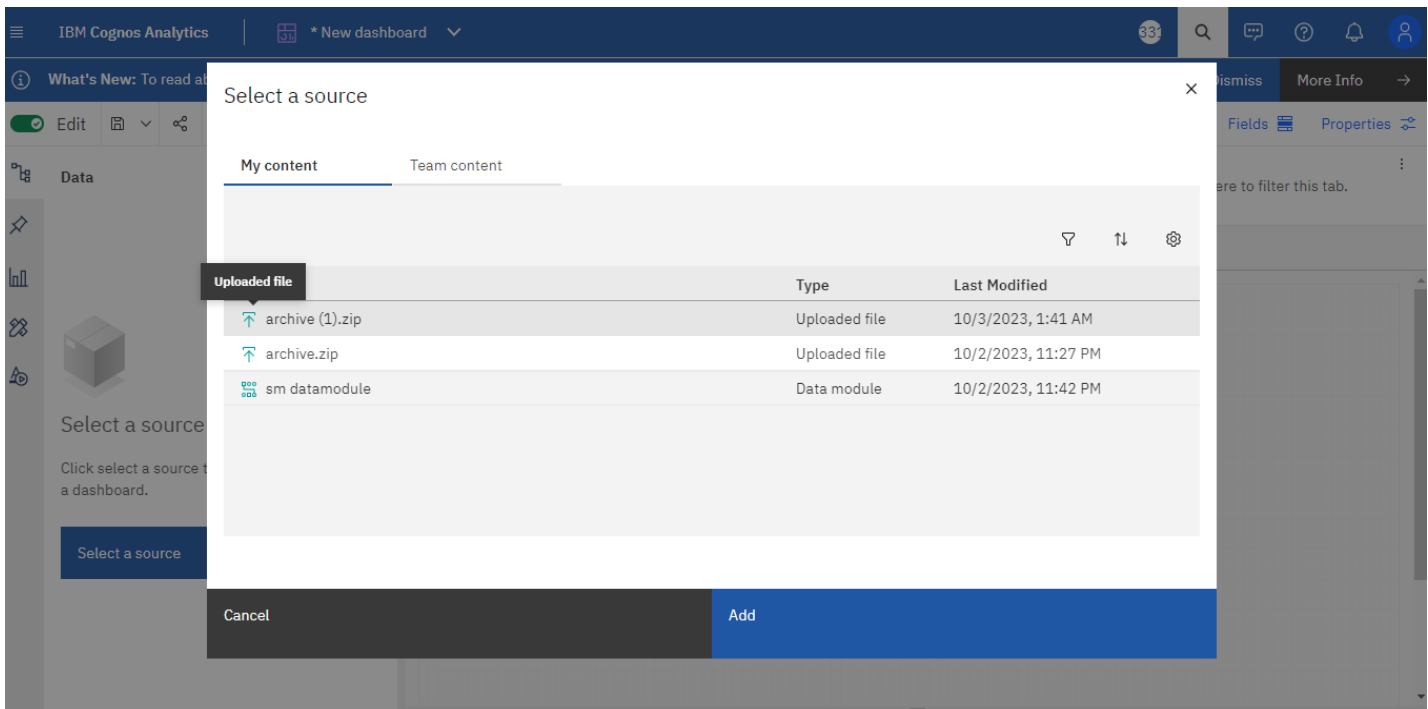 IBM Cognos Analytics
* New dashboard
331
What's New: To read ab
ismiss
More Info
Select a source
Edit
Fields
Properties
My content
Team content
Data
ere to filter this tab.
Uploaded file
Type
Last Modified
archive (1).zip
Uploaded file
10/3/2023, 1:41 AM
archive.zip
Uploaded file
10/2/2023, 11:27 PM
sm datamodule
Data module
10/2/2023, 11:42 PM
Select a source
Click select a source t
a dashboard.
Select a source
Cancel
Add